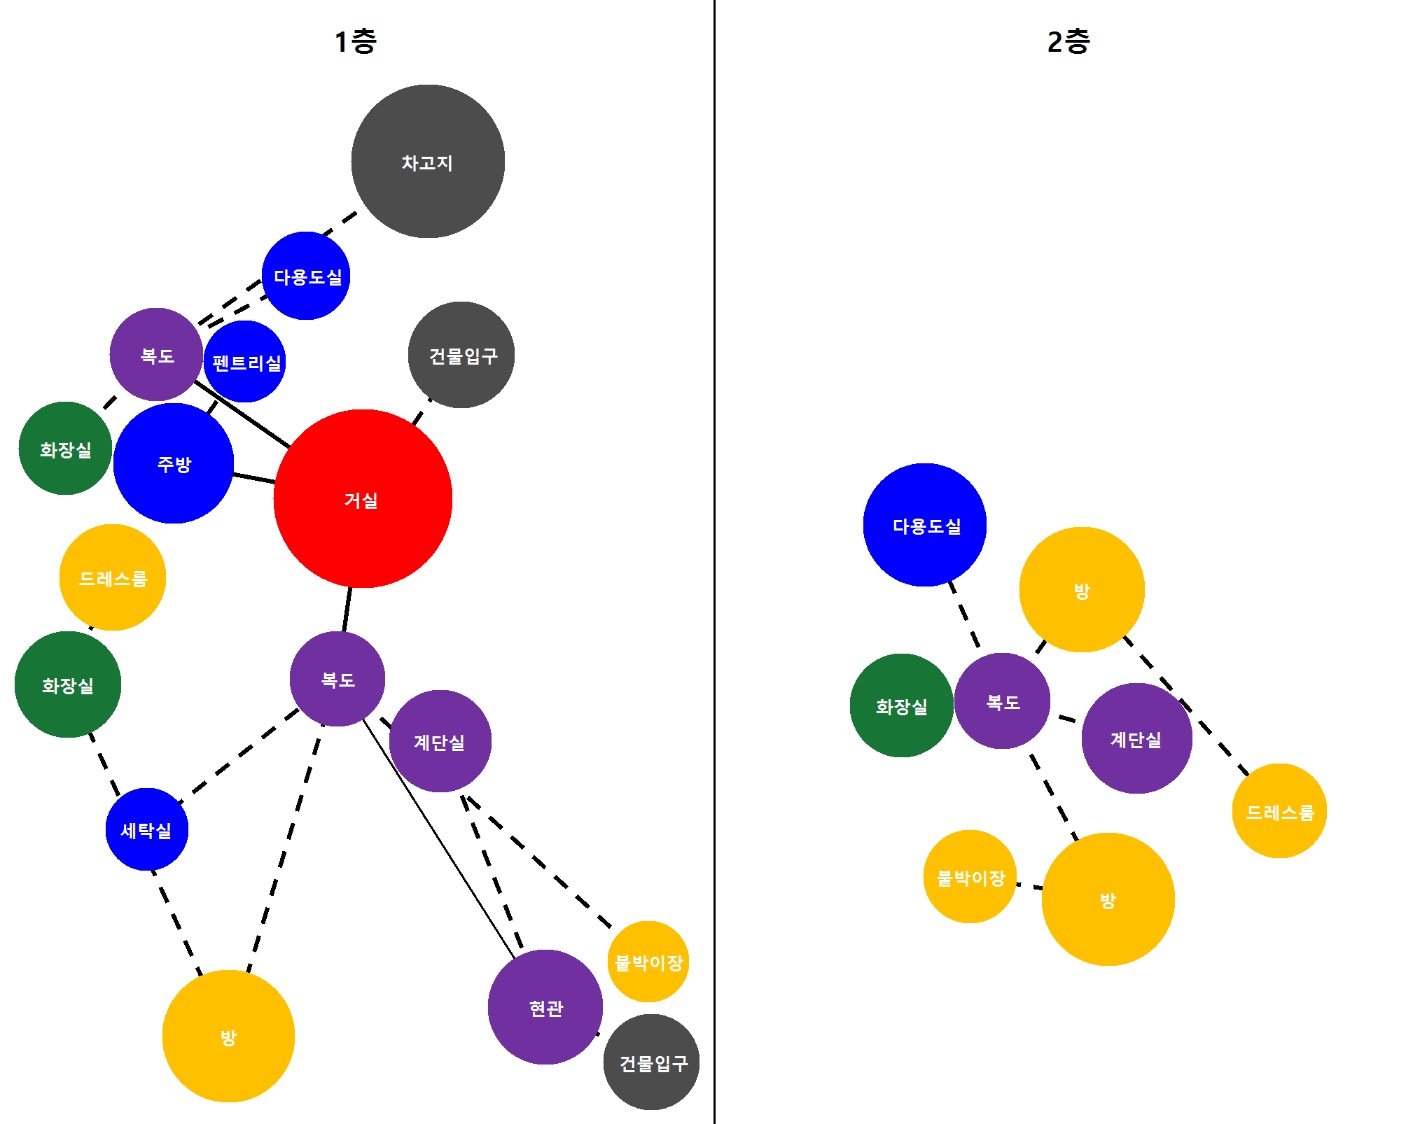 1층
차고지
다용도실
복도
펜트리실
건물입구
화장실
주방
거실
드레스룸
화장실
복도
계단실
세탁실
붙박이장
현관
방
건물입구
2층
다용도실
방
화장실
복도
계단실
드레스룸
붙박이장
방